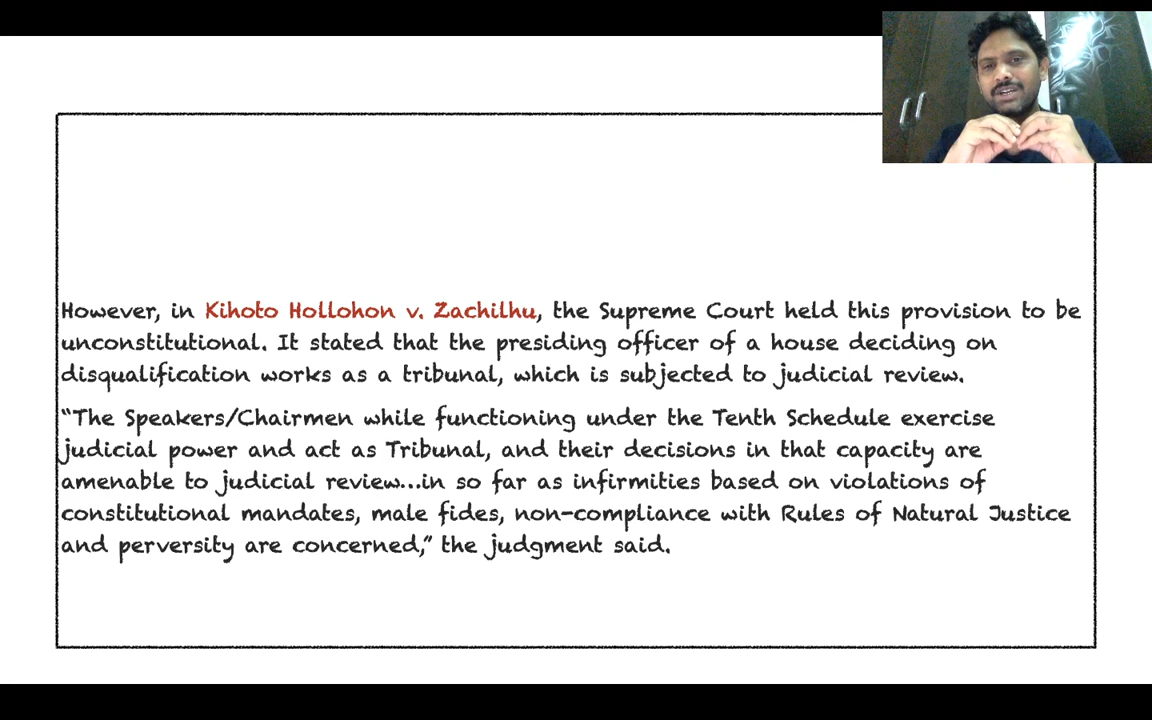 However, in Kihoto Hollohon v. Zachilhu, the Supreme Court held this provision to be
unconstitutional. It stated that the presiding officer of a house deciding on
disqualification works as a tribunal, which is subjected to judicial review.
“The Speakers/Chairmen while functioning under the Tenth Schedule exercise
judicial power and act as Tribunal, and their decisions in that capacity are
amenable to judicial review...in so far as infirmities based on violations of
constitutional mandates, male fides, non-compliance with Rules of Natural Justice
and perversity are concerned,” the judgment said.